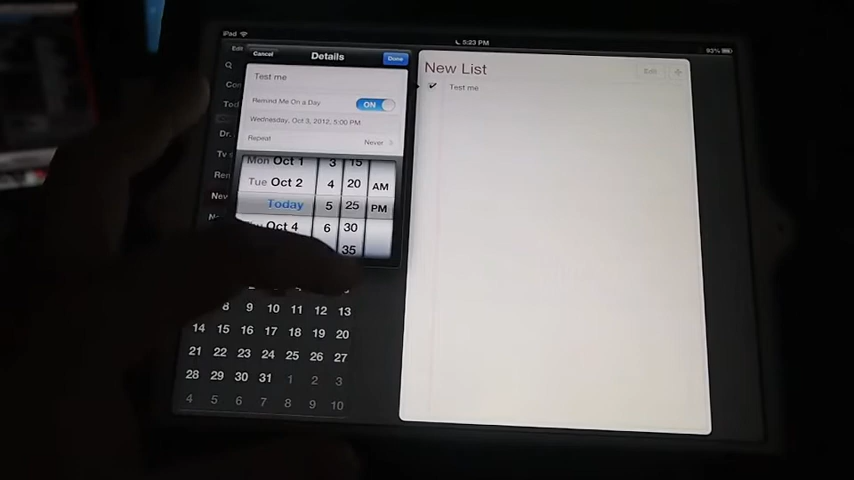 iPad
5:23 PM
93%
Edit
Cancel
Details
Done
Test me
Remind Me On a Day
ON
Wednesday, Oct 3, 2012, 5:00 PM
Repeat
Never
Mon Oct 1 3 15
Tue Oct 2 4 20 AM
Today 5 25 PM
Oct 4 6 30
35
8 9 10 11 12 13
14 15 16 17 18 19 20
21 22 23 24 25 26 27
28 29 30 31 1 2 3
4 5 6 7 8 9 10
New List
Edit
+
Test me